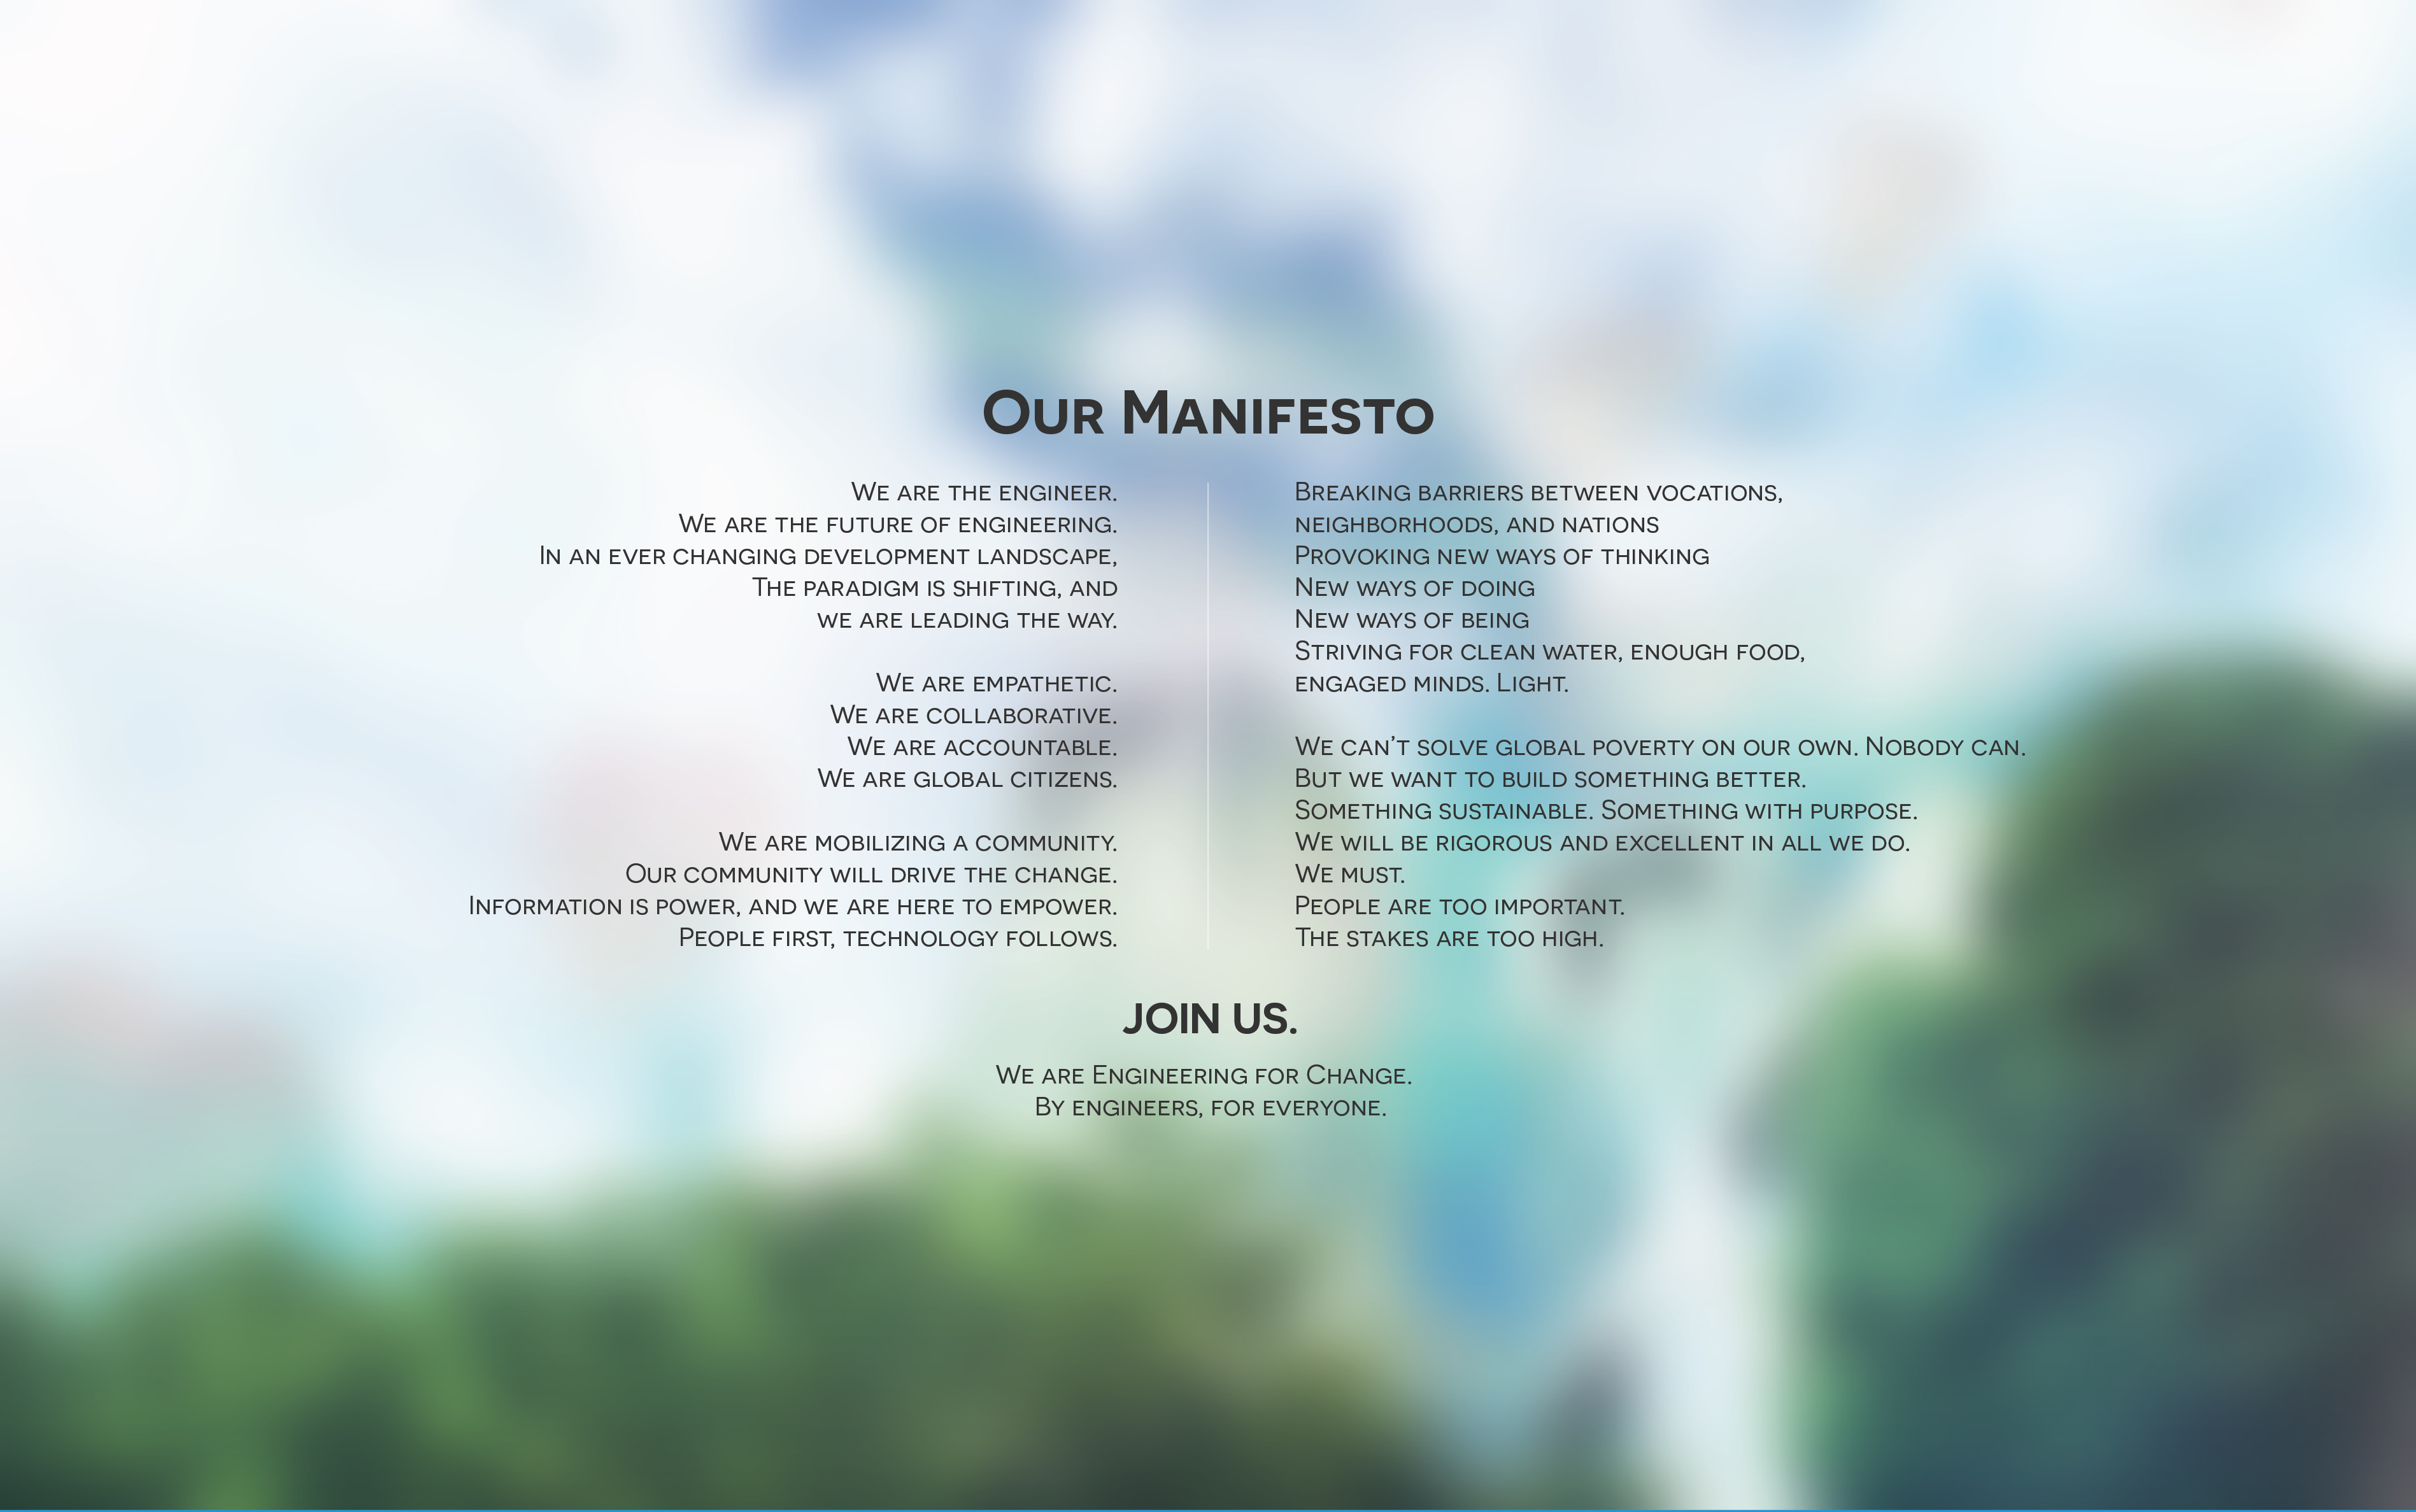 Our Manifesto
We are the engineer.
We are the future of engineering.
In an ever changing development landscape,
The paradigm is shifting, and
we are leading the way.
We are empathetic.
We are collaborative.
We are accountable.
We are global citizens.
We are mobilizing a community.
Our community will drive the change.
Information is power, and we are here to empower.
People first, technology follows.
Breaking barriers between vocations,
neighborhoods, and nations
Provoking new ways of thinking
New ways of doing
New ways of being
Striving for clean water, enough food,
engaged minds. Light.
We can’t solve global poverty on our own. Nobody can.
But we want to build something better.
Something sustainable. Something with purpose.
We will be rigorous and excellent in all we do.
We must.
People are too important.
The stakes are too high.
JOIN US.
We are Engineering for Change.
By engineers, for everyone.